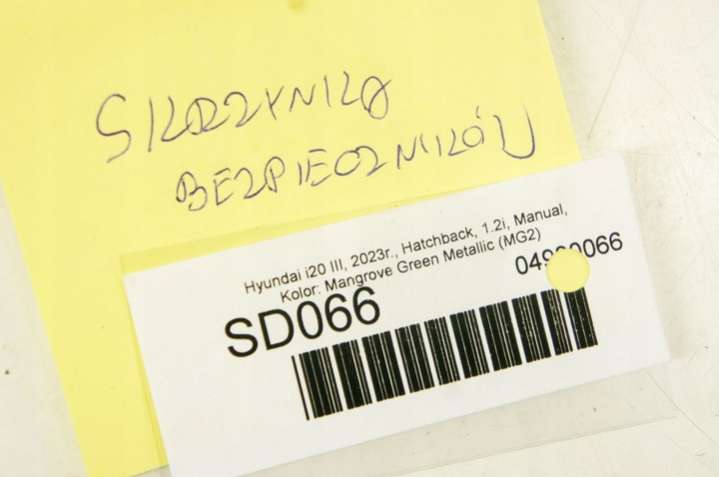 SKRZYNKA
BEZPIECZNIKÓW
Hyundai i20 III, 2023r., Hatchback, 1.2i, Manual,
Kolor: Mangrove Green Metallic (MG2)
SD066